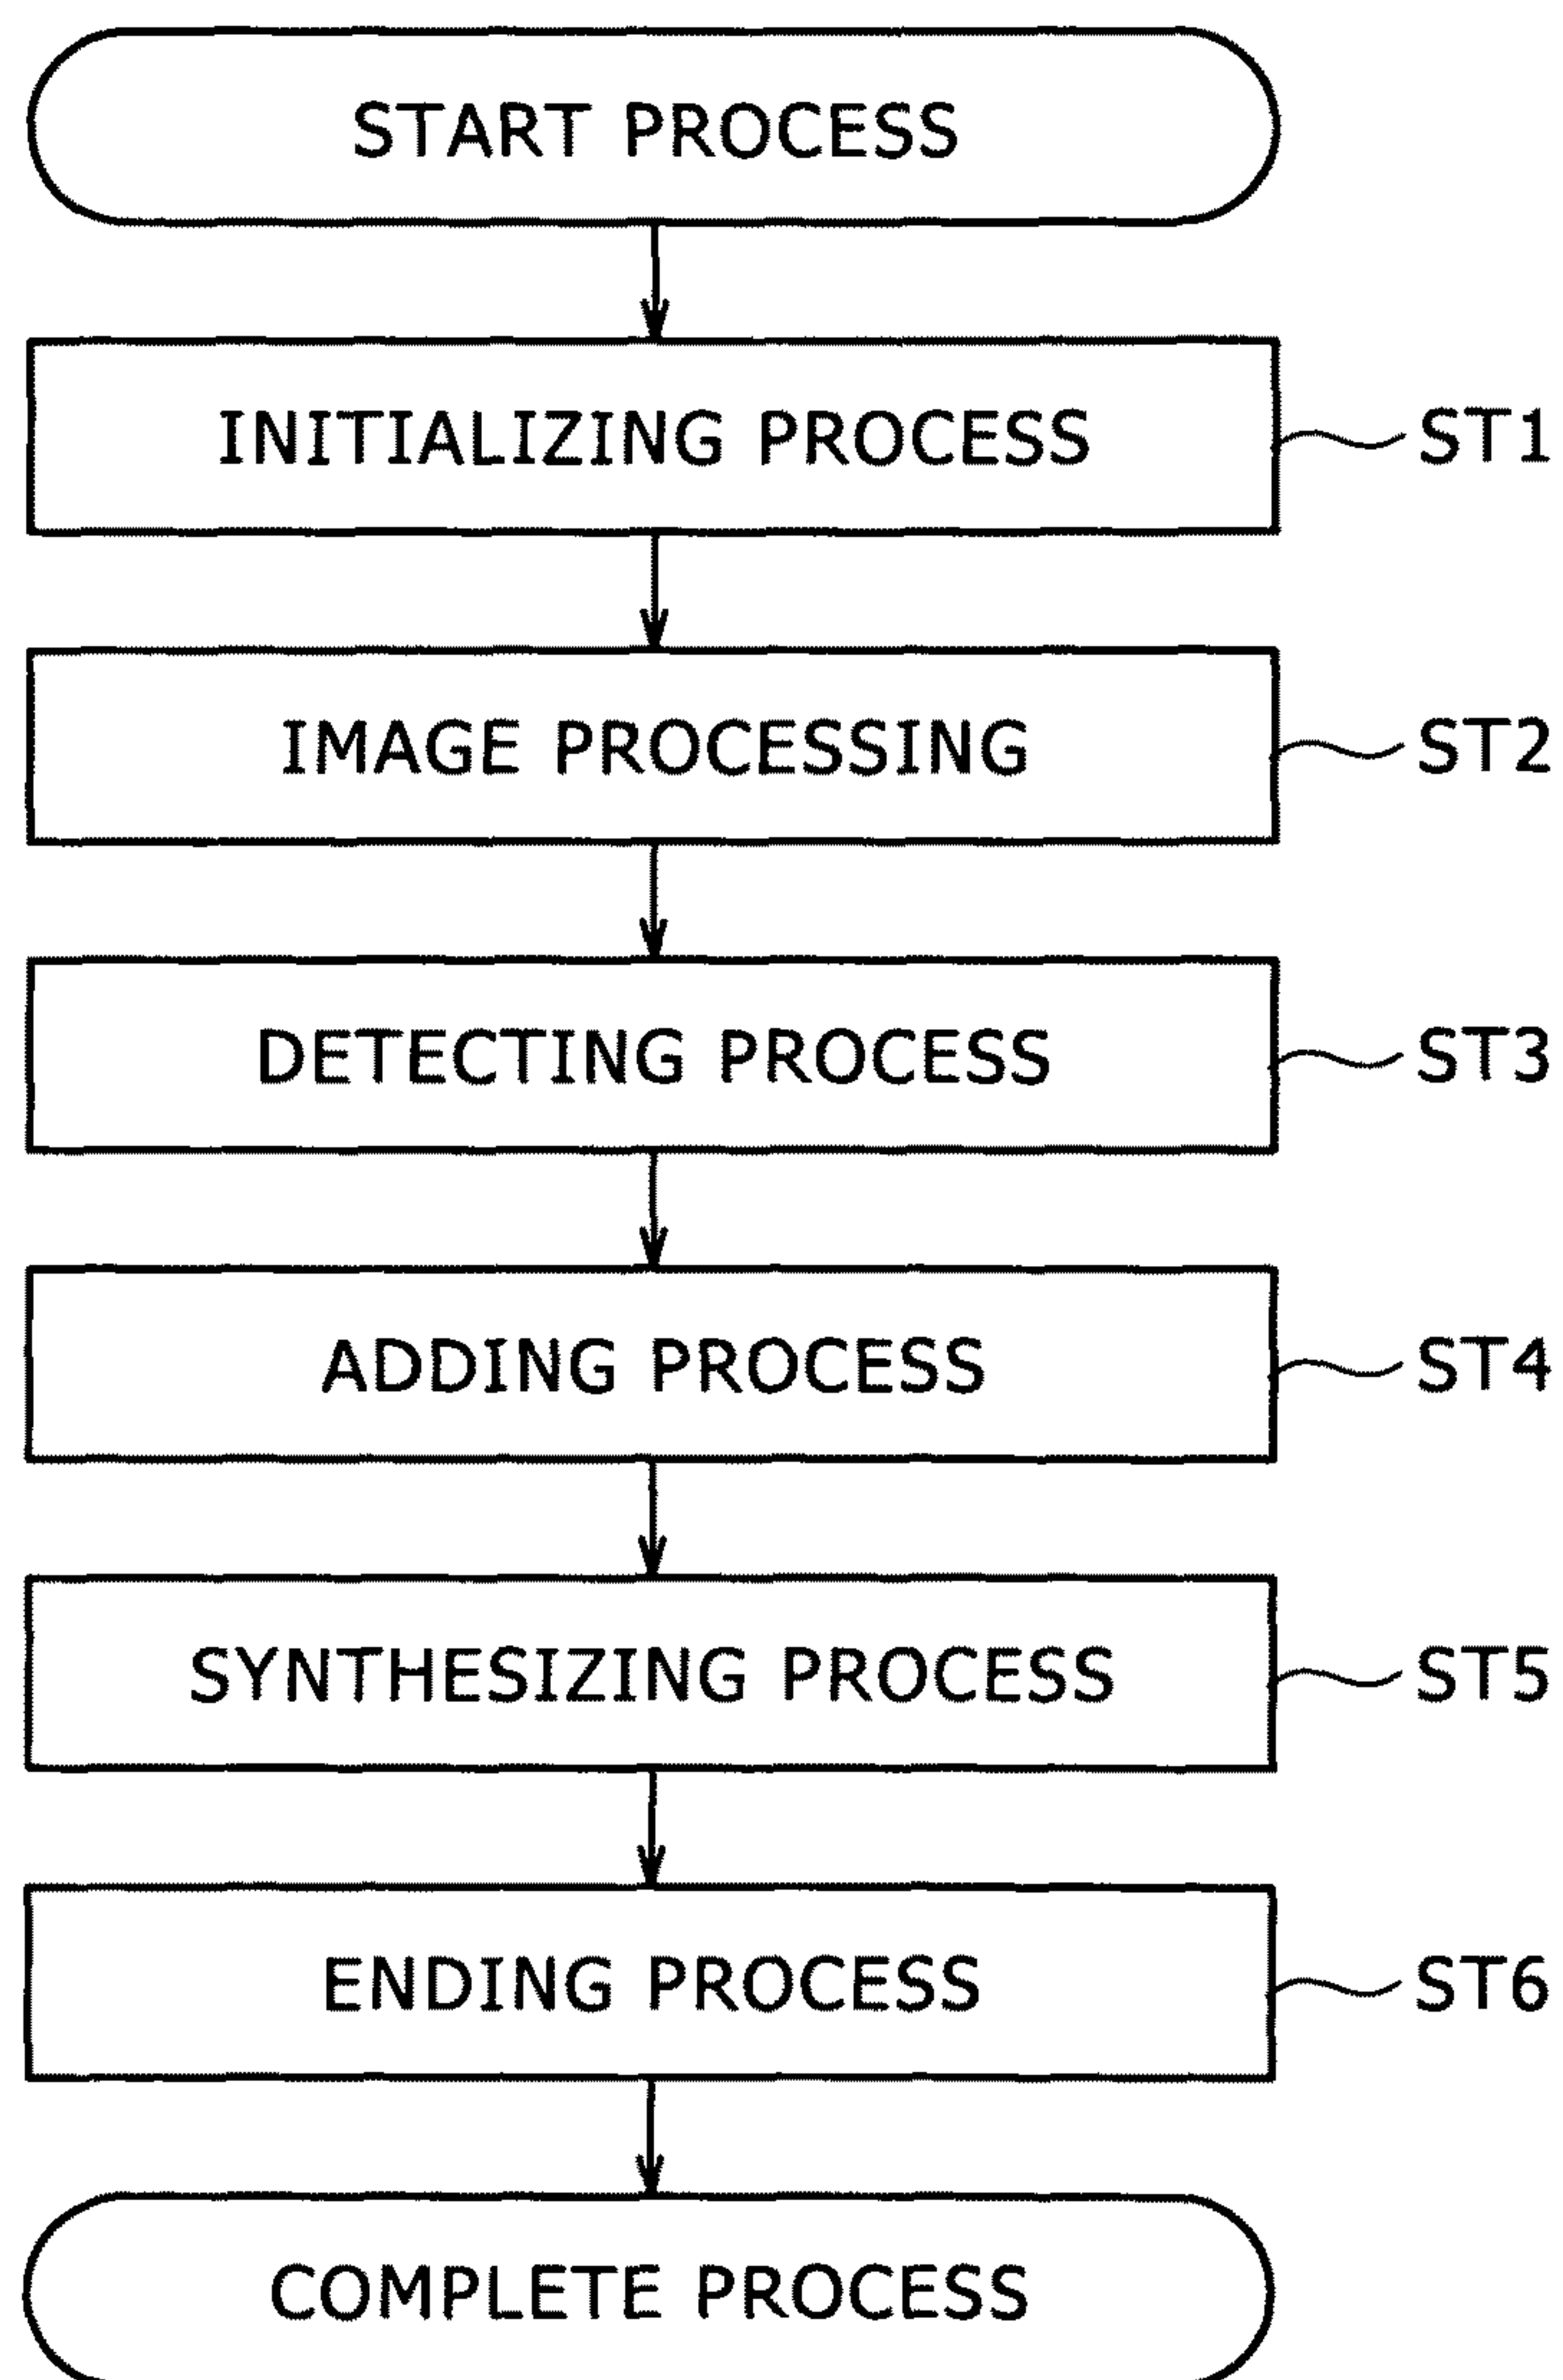 START PROCESS
INITIALIZING PROCESS ST1
IMAGE PROCESSING ST2
DETECTING PROCESS ST3
ADDING PROCESS ST4
SYNTHESIZING PROCESS ST5
ENDING PROCESS ST6
COMPLETE PROCESS